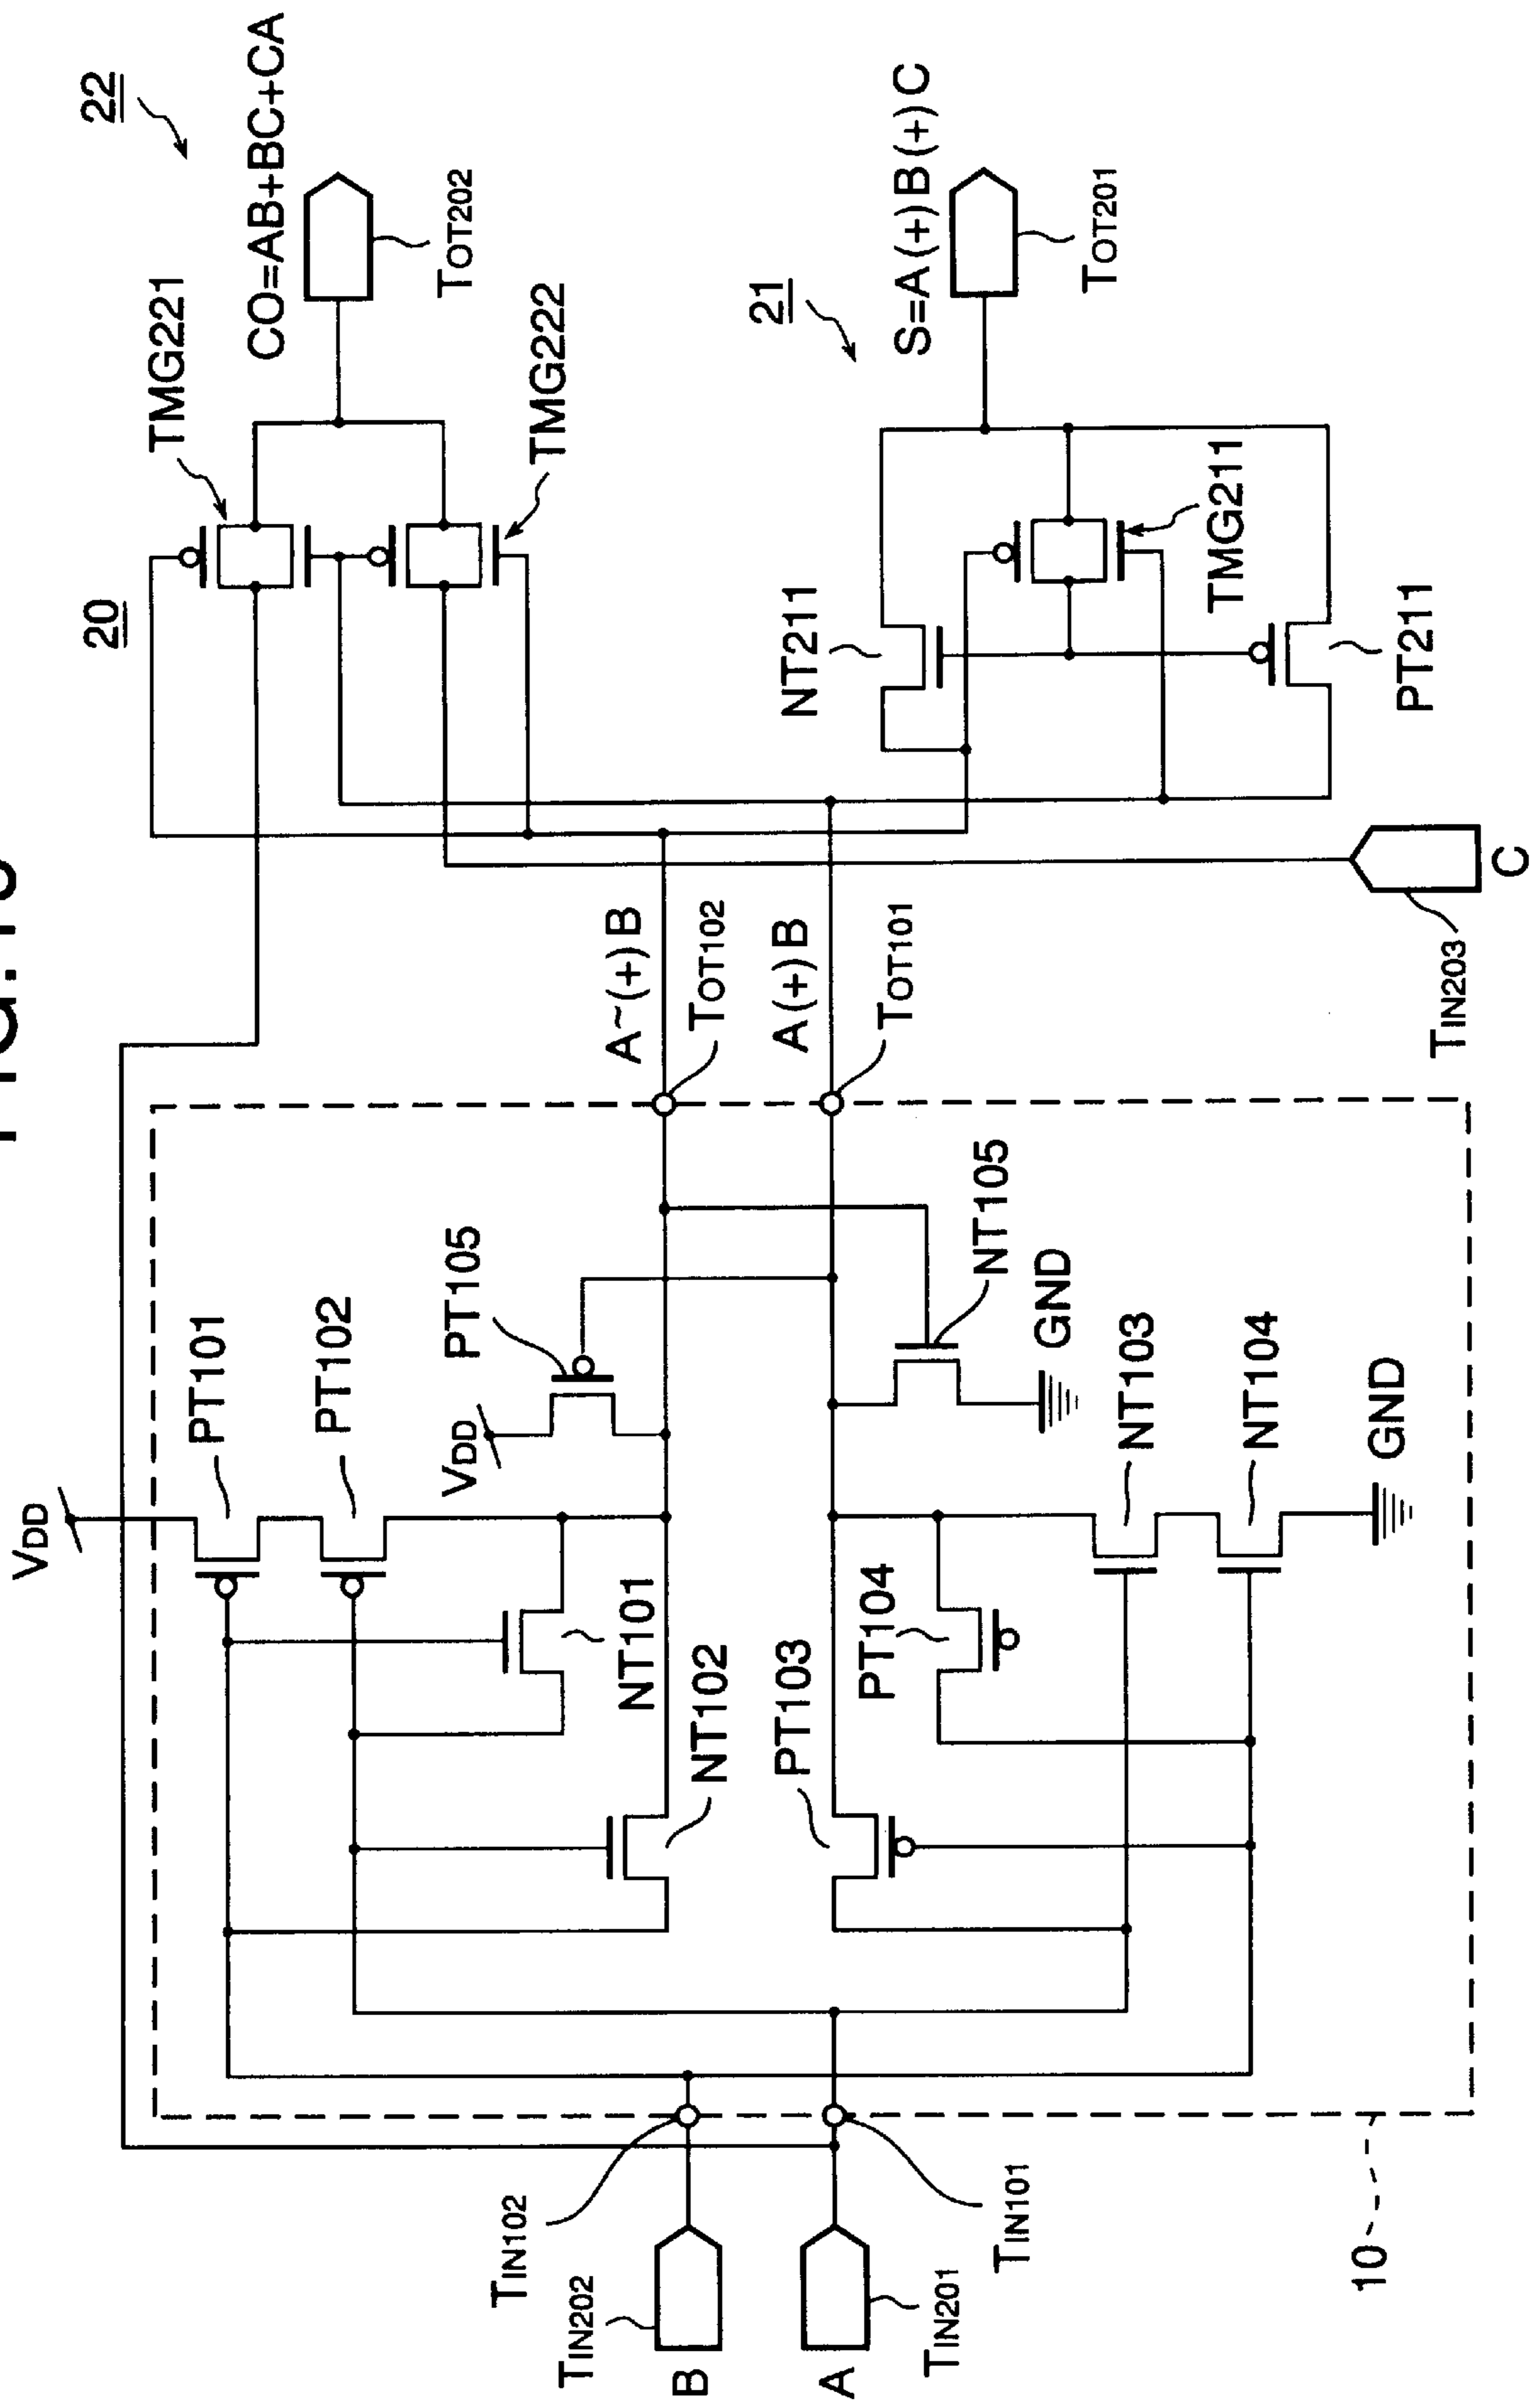 22
CO=AB+BC+CA
TOT202
TMG221
TMG222
20
21
S=A(+)B(+)C
TOT201
NT211
TMG211
PT211
A~(+)B
TOT102
A(+)B
TOT101
TIN203
C
VDD
PT101
PT102
PT105
VDD
NT105
GND
NT103
NT104
GND
NT101
NT102
PT103
PT104
TIN102
TIN202
B
TIN101
TIN201
A
10